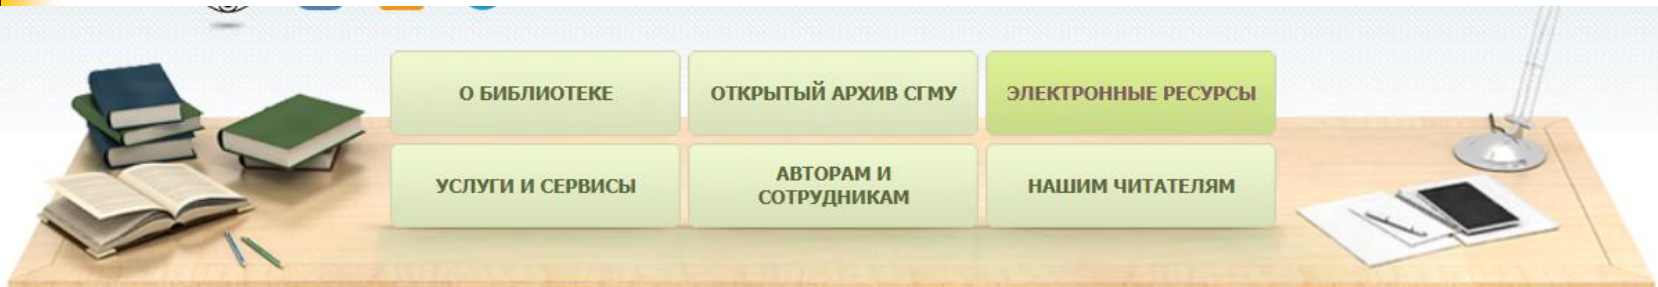 О БИБЛИОТЕКЕ
ОТКРЫТЫЙ АРХИВ СГМУ
ЭЛЕКТРОННЫЕ РЕСУРСЫ
УСЛУГИ И СЕРВИСЫ
АВТОРАМ И
СОТРУДНИКАМ
НАШИМ ЧИТАТЕЛЯМ